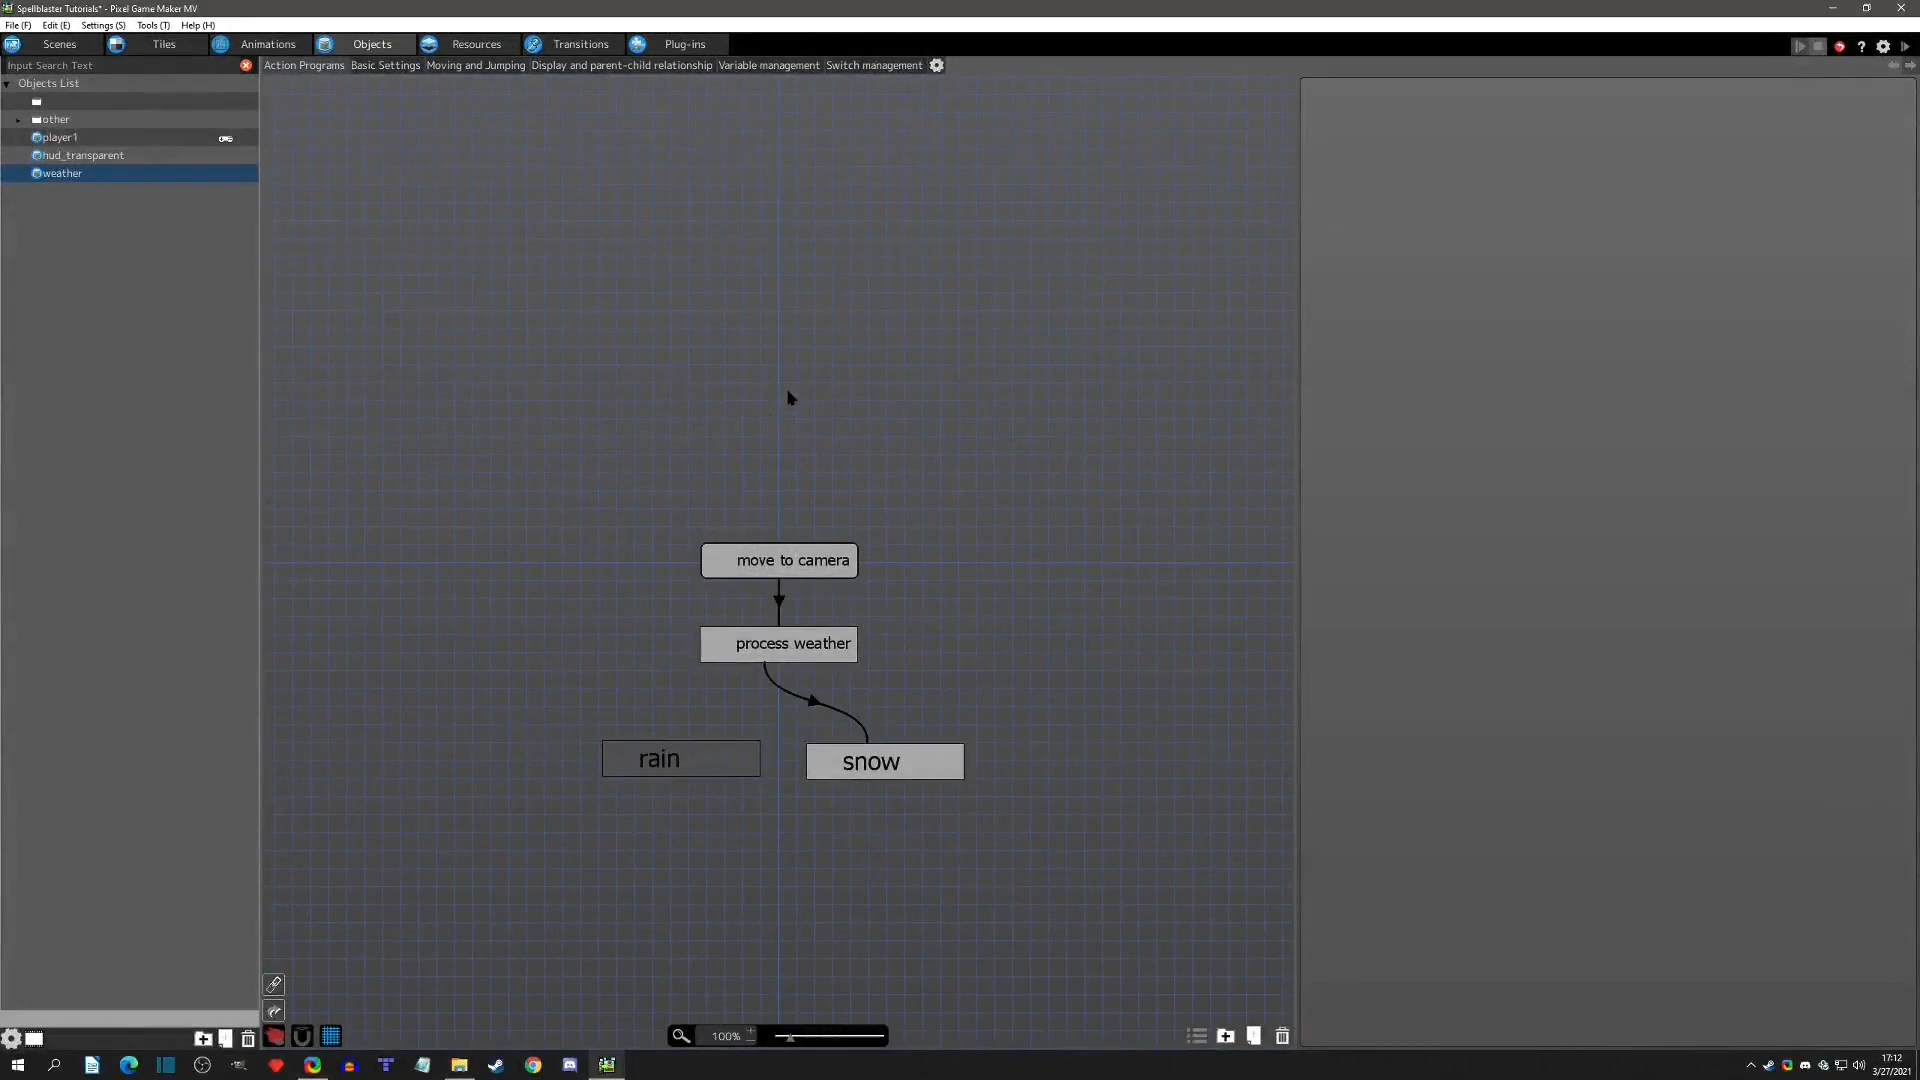 Spellblaster Tutorials* - Pixel Game Maker MV
File (F) Edit (E) Settings (S) Tools (T) Help (H)
Scenes Tiles Animations Objects Resources Transitions Plug-ins
Input Search Text
Action Programs Basic Settings Moving and Jumping Display and parent-child relationship Variable management Switch management
Objects List
other
player1
hud_transparent
weather
move to camera
process weather
rain
snow
100%
17:12
3/27/2021